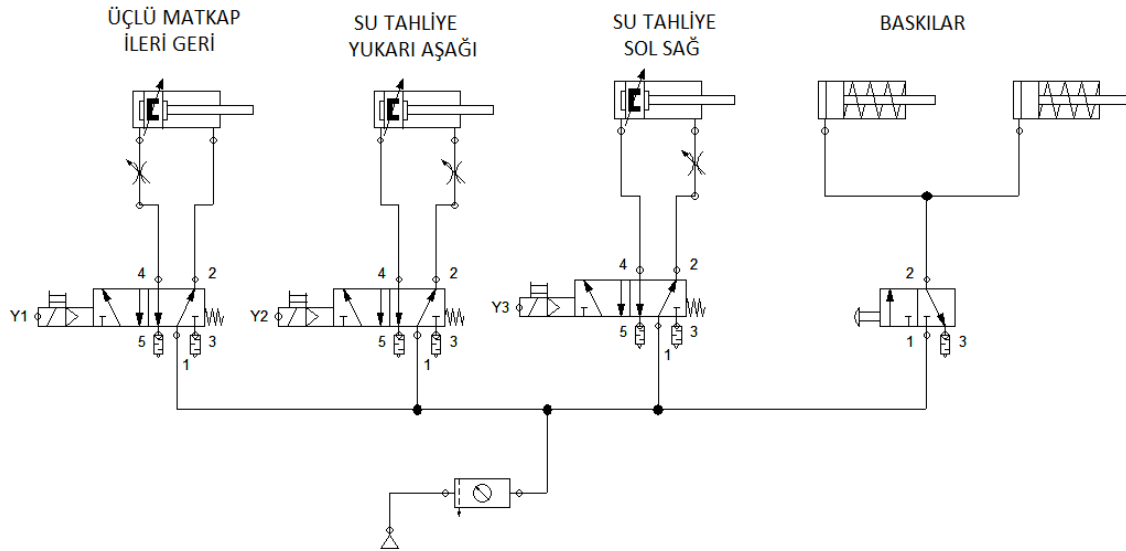 ÜÇLÜ MATKAP
İLERİ GERİ
SU TAHLİYE
YUKARI AŞAĞI
SU TAHLİYE
SOL SAĞ
BASKILAR
4 2
Y1
5 3
1
4 2
Y2
5 3
1
4 2
Y3
5 3
1
2
1 3